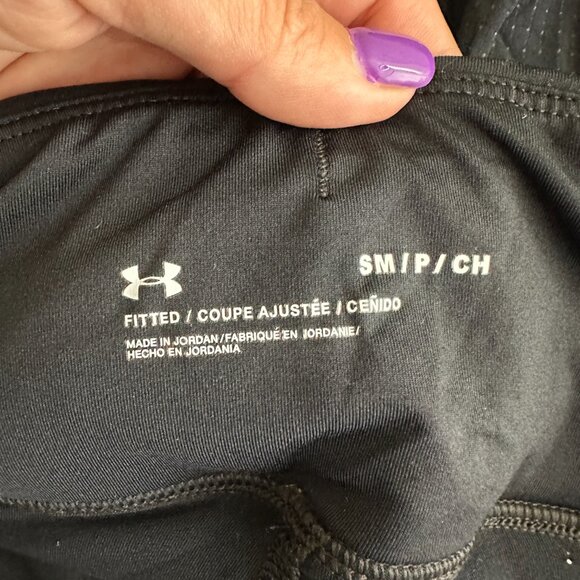 SM/P/CH
FITTED / COUPE AJUSTÉE / CEÑIDO
MADE IN JORDAN/FABRIQUÉ EN JORDANIE/
HECHO EN JORDANIA